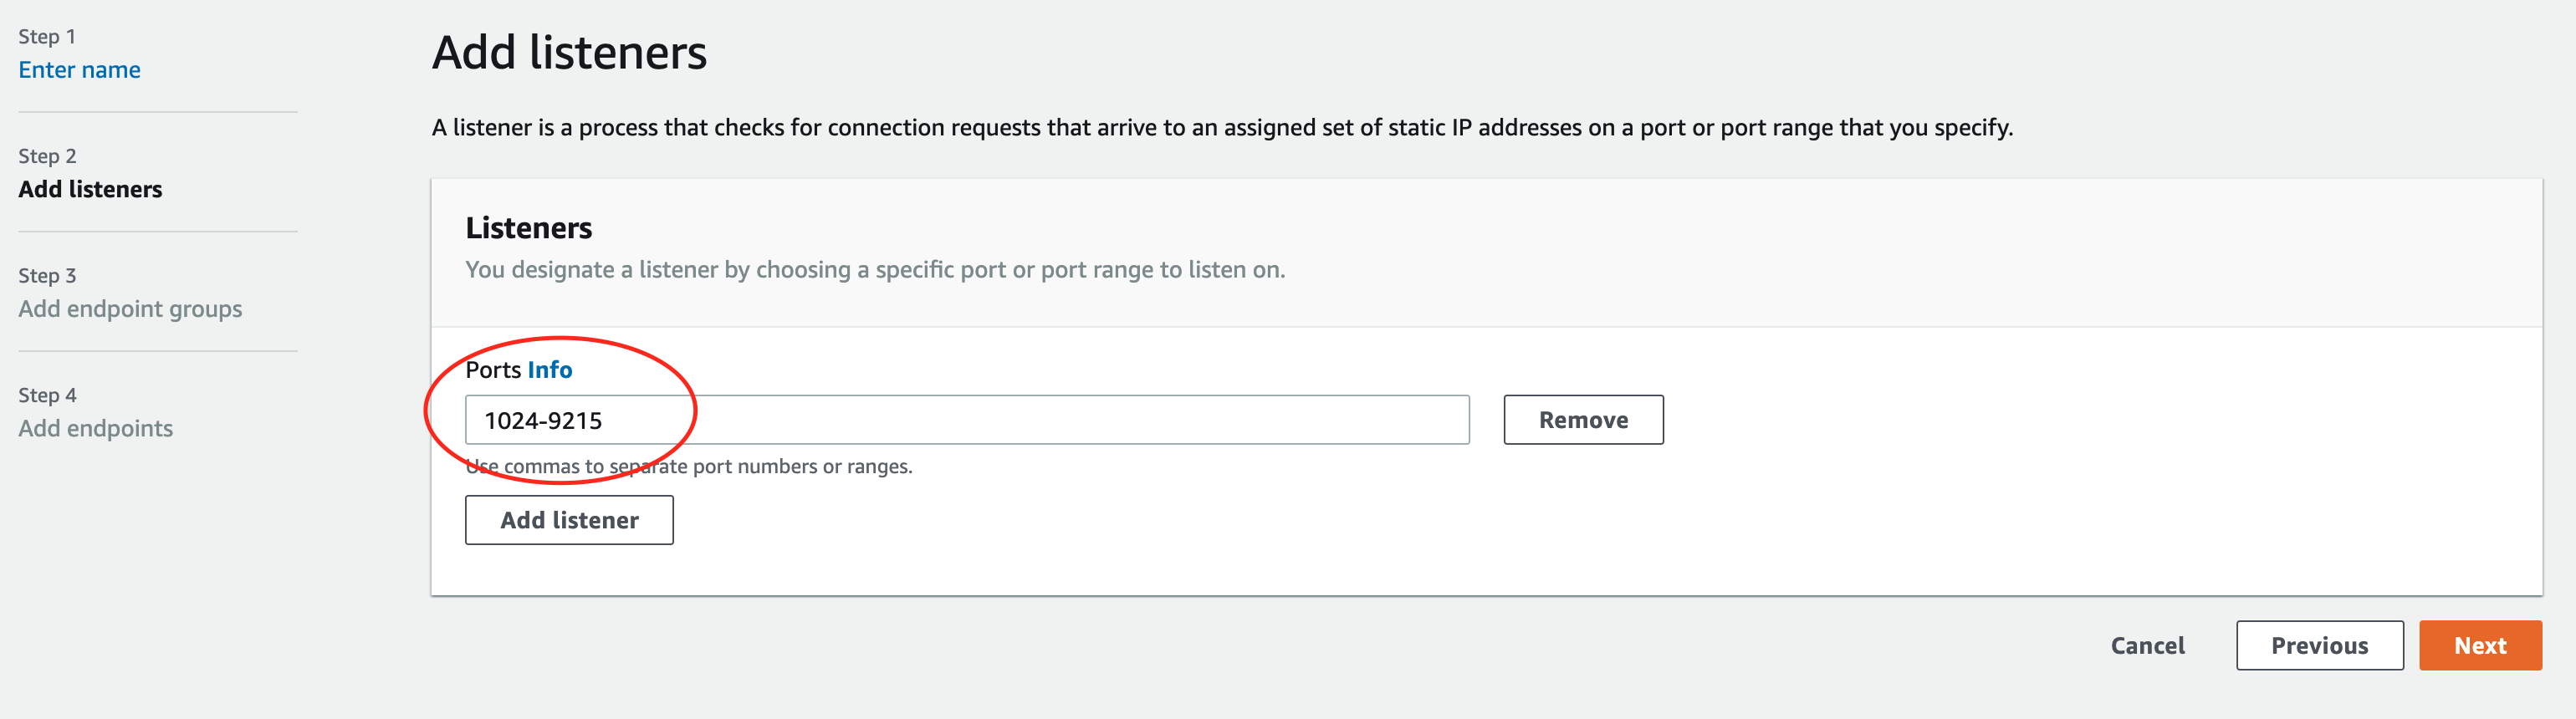 Step 1
Enter name
Step 2
Add listeners
Step 3
Add endpoint groups
Step 4
Add endpoints
Add listeners
A listener is a process that checks for connection requests that arrive to an assigned set of static IP addresses on a port or port range that you specify.
Listeners
You designate a listener by choosing a specific port or port range to listen on.
Ports Info
1024-9215
Remove
Use commas to separate port numbers or ranges.
Add listener
Cancel
Previous
Next